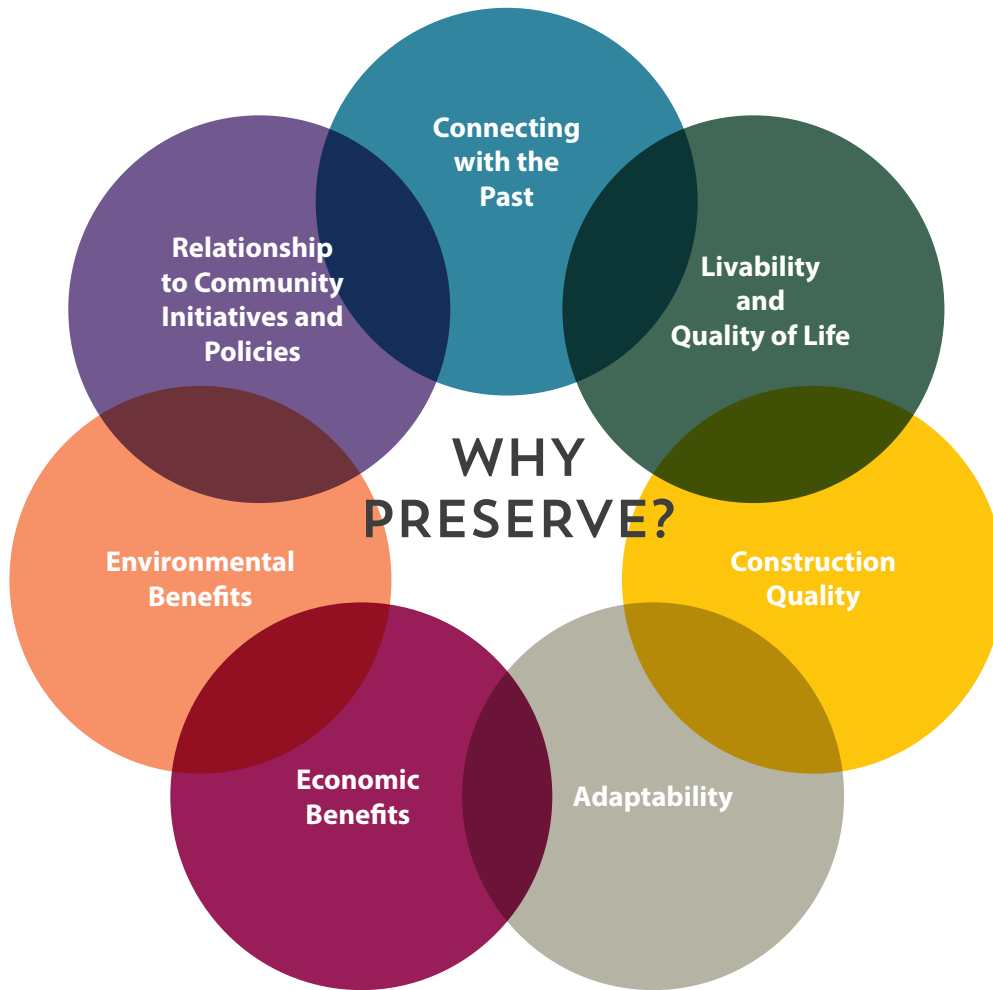 Connecting
with the
Past
Livability
and
Quality of Life
Construction
Quality
Adaptability
Economic
Benefits
Environmental
Benefits
Relationship
to Community
Initiatives and
Policies
WHY
PRESERVE?